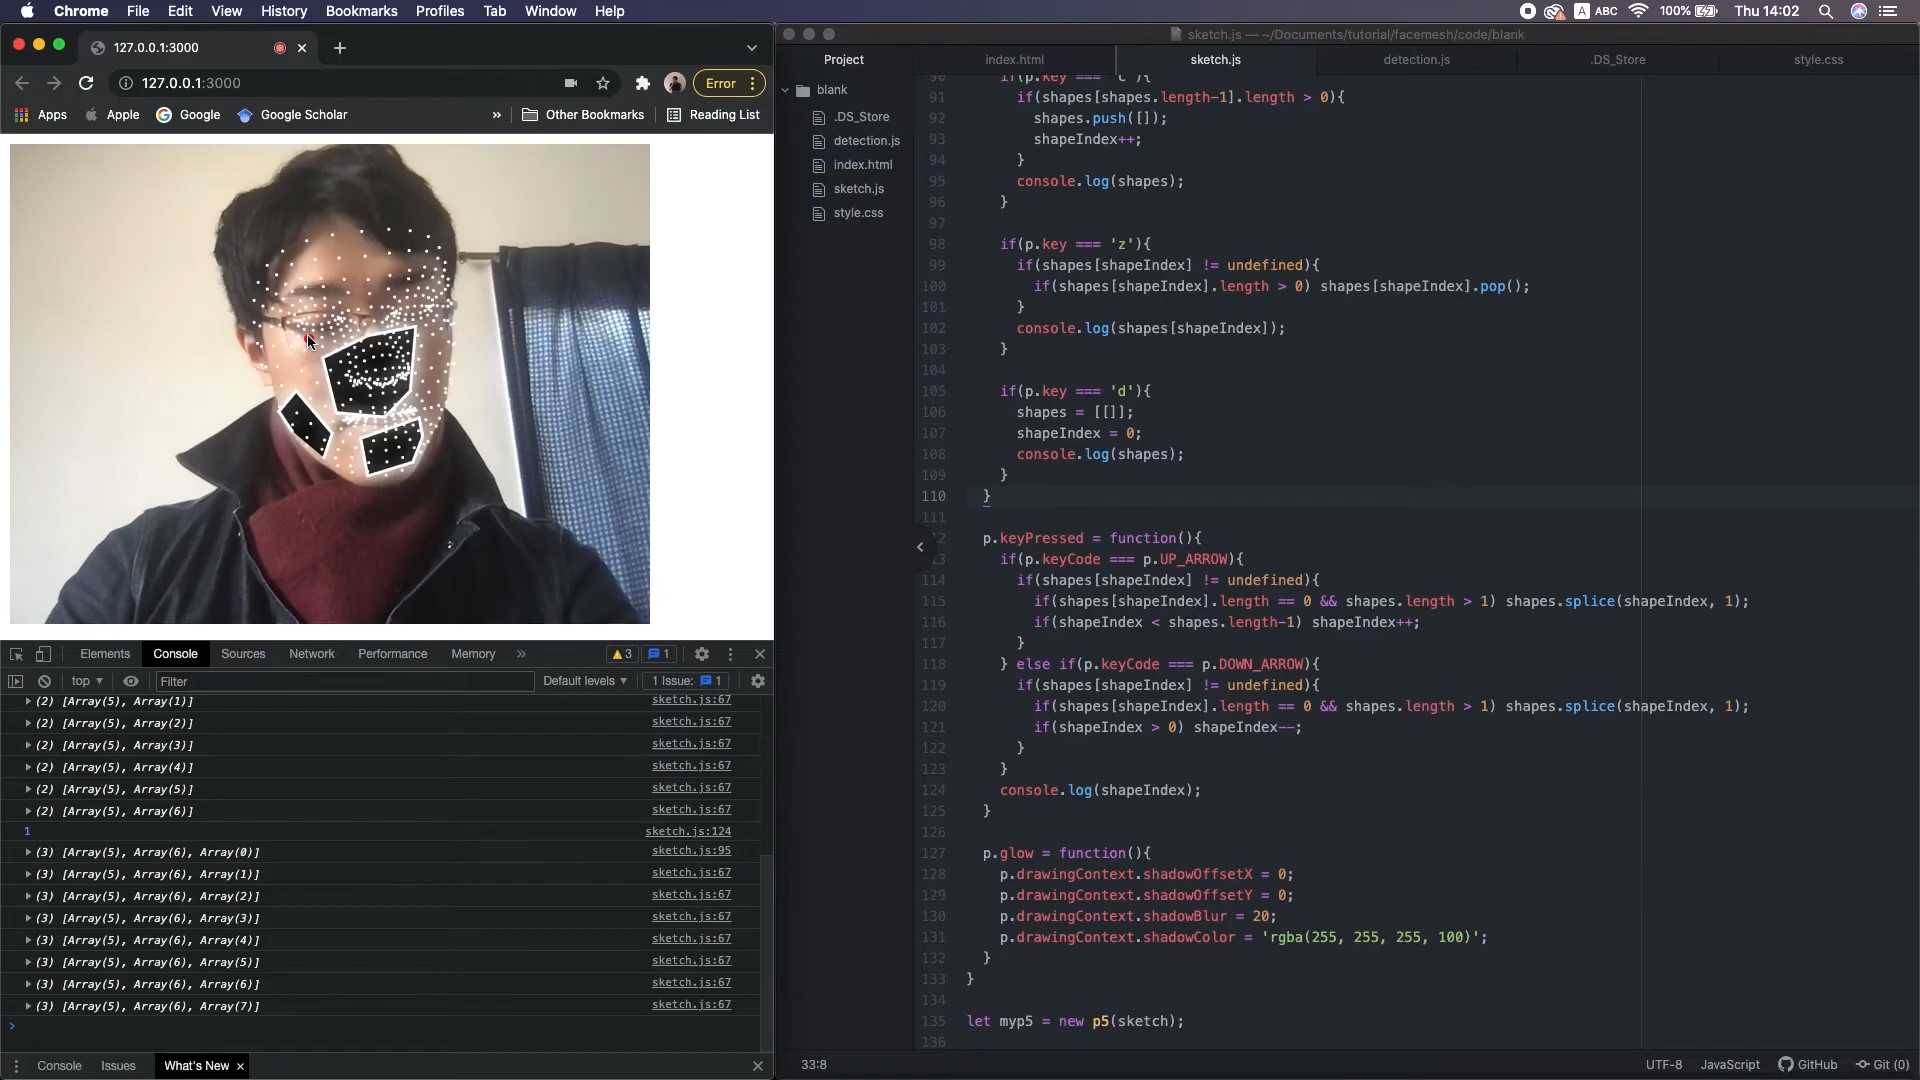 Chrome File Edit View History Bookmarks Profiles Tab Window Help
A ABC 100% Thu 14:02
127.0.0.1:3000
127.0.0.1:3000 Error
Apps Apple Google Google Scholar » Other Bookmarks Reading List
sketch.js — ~/Documents/tutorial/facemesh/code/blank
Project index.html sketch.js detection.js .DS_Store style.css
blank
.DS_Store
detection.js
index.html
sketch.js
style.css
90 if(p.key === 'c'){
91 if(shapes[shapes.length-1].length > 0){
92 shapes.push([]);
93 shapeIndex++;
94 }
95 console.log(shapes);
96 }
97
98 if(p.key === 'z'){
99 if(shapes[shapeIndex] != undefined){
100 if(shapes[shapeIndex].length > 0) shapes[shapeIndex].pop();
101 }
102 console.log(shapes[shapeIndex]);
103 }
104
105 if(p.key === 'd'){
106 shapes = [[]];
107 shapeIndex = 0;
108 console.log(shapes);
109 }
110 }
111
p.keyPressed = function(){
if(p.keyCode === p.UP_ARROW){
114 if(shapes[shapeIndex] != undefined){
115 if(shapes[shapeIndex].length == 0 && shapes.length > 1) shapes.splice(shapeIndex, 1);
116 if(shapeIndex < shapes.length-1) shapeIndex++;
117 }
118 } else if(p.keyCode === p.DOWN_ARROW){
119 if(shapes[shapeIndex] != undefined){
120 if(shapes[shapeIndex].length == 0 && shapes.length > 1) shapes.splice(shapeIndex, 1);
121 if(shapeIndex > 0) shapeIndex--;
122 }
123 }
124 console.log(shapeIndex);
125 }
126
127 p.glow = function(){
128 p.drawingContext.shadowOffsetX = 0;
129 p.drawingContext.shadowOffsetY = 0;
130 p.drawingContext.shadowBlur = 20;
131 p.drawingContext.shadowColor = 'rgba(255, 255, 255, 100)';
132 }
133 }
134
135 let myp5 = new p5(sketch);
136
Elements Console Sources Network Performance Memory » 3 1
top Filter Default levels 1 Issue: 1
(2) [Array(5), Array(1)] sketch.js:67
(2) [Array(5), Array(2)] sketch.js:67
(2) [Array(5), Array(3)] sketch.js:67
(2) [Array(5), Array(4)] sketch.js:67
(2) [Array(5), Array(5)] sketch.js:67
(2) [Array(5), Array(6)] sketch.js:67
1 sketch.js:124
(3) [Array(5), Array(6), Array(0)] sketch.js:95
(3) [Array(5), Array(6), Array(1)] sketch.js:67
(3) [Array(5), Array(6), Array(2)] sketch.js:67
(3) [Array(5), Array(6), Array(3)] sketch.js:67
(3) [Array(5), Array(6), Array(4)] sketch.js:67
(3) [Array(5), Array(6), Array(5)] sketch.js:67
(3) [Array(5), Array(6), Array(6)] sketch.js:67
(3) [Array(5), Array(6), Array(7)] sketch.js:67
Console Issues What's New
33:8 UTF-8 JavaScript GitHub Git (0)